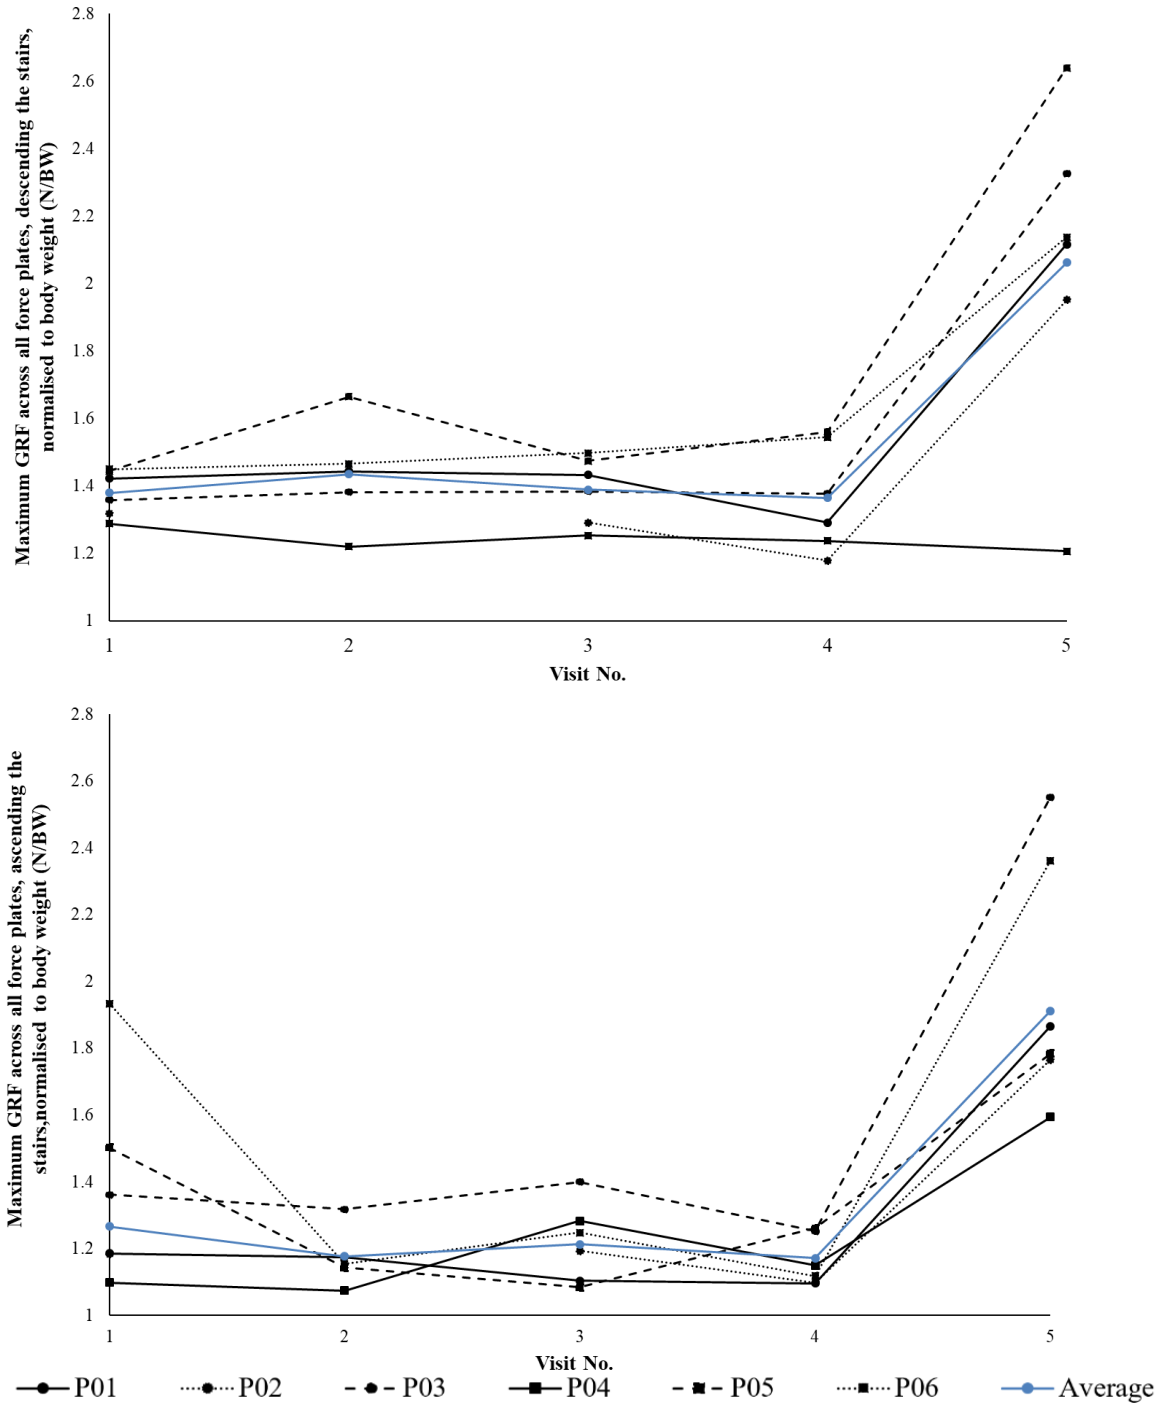 Maximum GRF across all force plates, descending the stairs,
normalised to body weight (N/BW)
2.8
2.6
2.4
2.2
2
1.8
1.6
1.4
1.2
1
1 2 3 4 5
Visit No.
Maximum GRF across all force plates, ascending the
stairs,normalised to body weight (N/BW)
2.8
2.6
2.4
2.2
2
1.8
1.6
1.4
1.2
1
1 2 3 4 5
Visit No.
P01 P02 P03 P04 P05 P06 Average